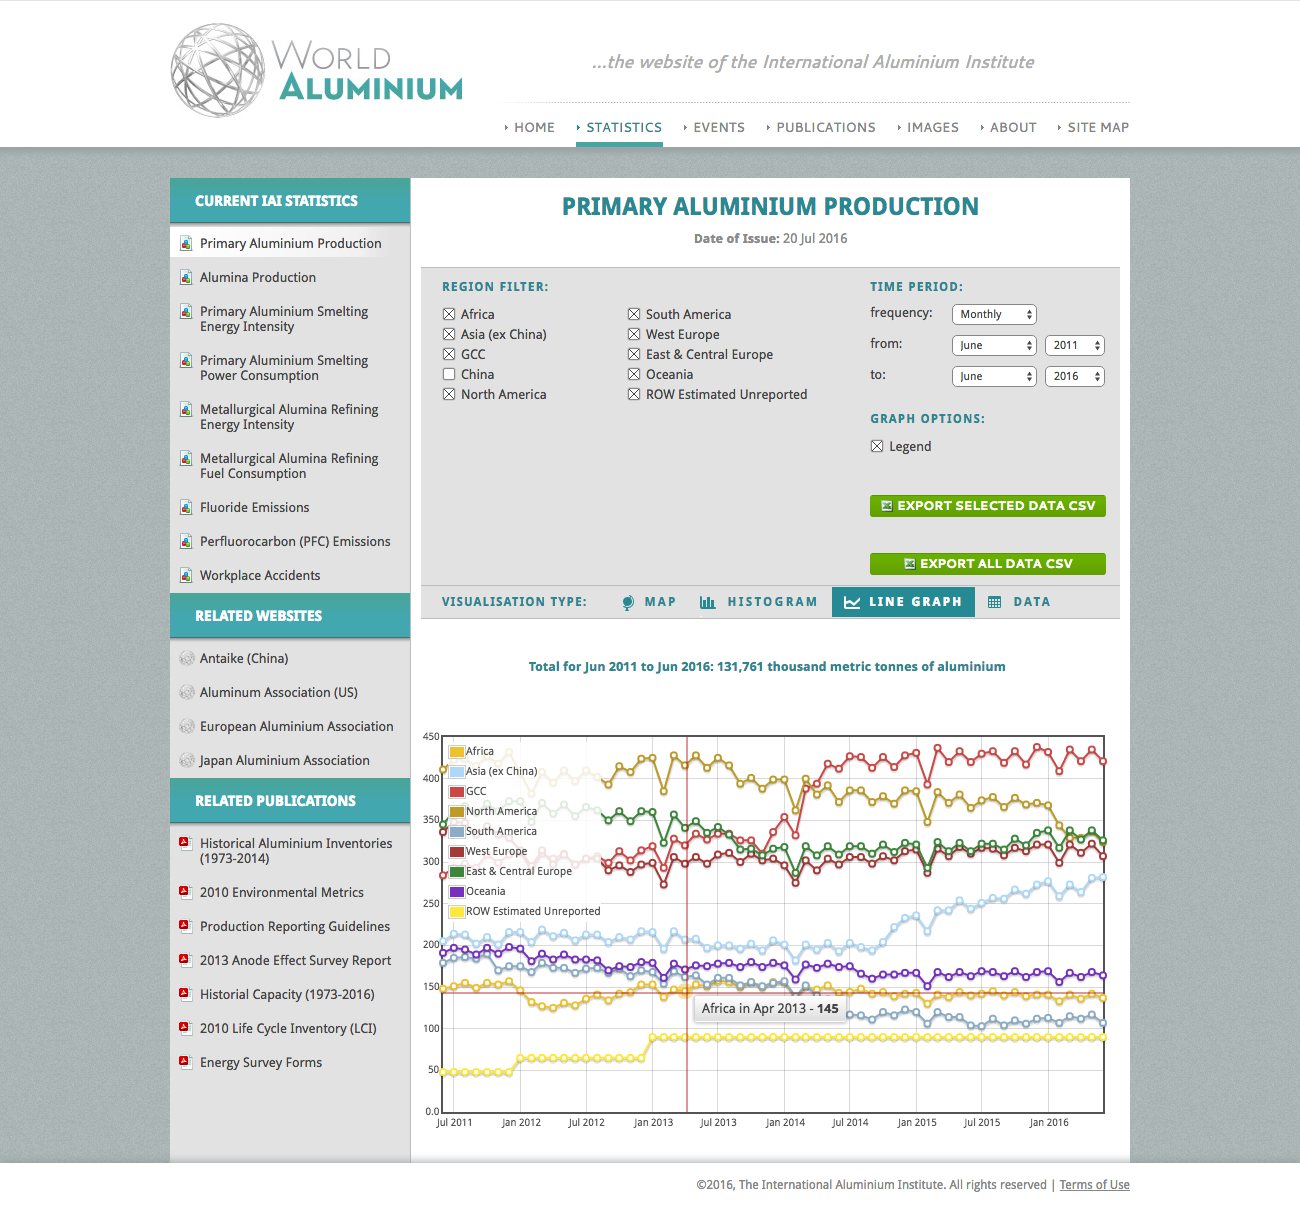 WORLD
ALUMINIUM
...the website of the International Aluminium Institute
HOME STATISTICS EVENTS PUBLICATIONS IMAGES ABOUT SITE MAP
CURRENT IAI STATISTICS
Primary Aluminium Production
Alumina Production
Primary Aluminium Smelting
Energy Intensity
Primary Aluminium Smelting
Power Consumption
Metallurgical Alumina Refining
Energy Intensity
Metallurgical Alumina Refining
Fuel Consumption
Fluoride Emissions
Perfluorocarbon (PFC) Emissions
Workplace Accidents
RELATED WEBSITES
Antaike (China)
Aluminum Association (US)
European Aluminium Association
Japan Aluminium Association
RELATED PUBLICATIONS
Historical Aluminium Inventories
(1973-2014)
2010 Environmental Metrics
Production Reporting Guidelines
2013 Anode Effect Survey Report
Historial Capacity (1973-2016)
2010 Life Cycle Inventory (LCI)
Energy Survey Forms
PRIMARY ALUMINIUM PRODUCTION
Date of Issue: 20 Jul 2016
REGION FILTER:
Africa
Asia (ex China)
GCC
China
North America
South America
West Europe
East & Central Europe
Oceania
ROW Estimated Unreported
TIME PERIOD:
frequency: Monthly
from: June 2011
to: June 2016
GRAPH OPTIONS:
Legend
EXPORT SELECTED DATA CSV
EXPORT ALL DATA CSV
VISUALISATION TYPE: MAP HISTOGRAM LINE GRAPH DATA
Total for Jun 2011 to Jun 2016: 131,761 thousand metric tonnes of aluminium
450
400
350
300
250
200
150
100
50
0.0
Africa
Asia (ex China)
GCC
North America
South America
West Europe
East & Central Europe
Oceania
ROW Estimated Unreported
Africa in Apr 2013 - 145
Jul 2011 Jan 2012 Jul 2012 Jan 2013 Jul 2013 Jan 2014 Jul 2014 Jan 2015 Jul 2015 Jan 2016
©2016, The International Aluminium Institute. All rights reserved | Terms of Use